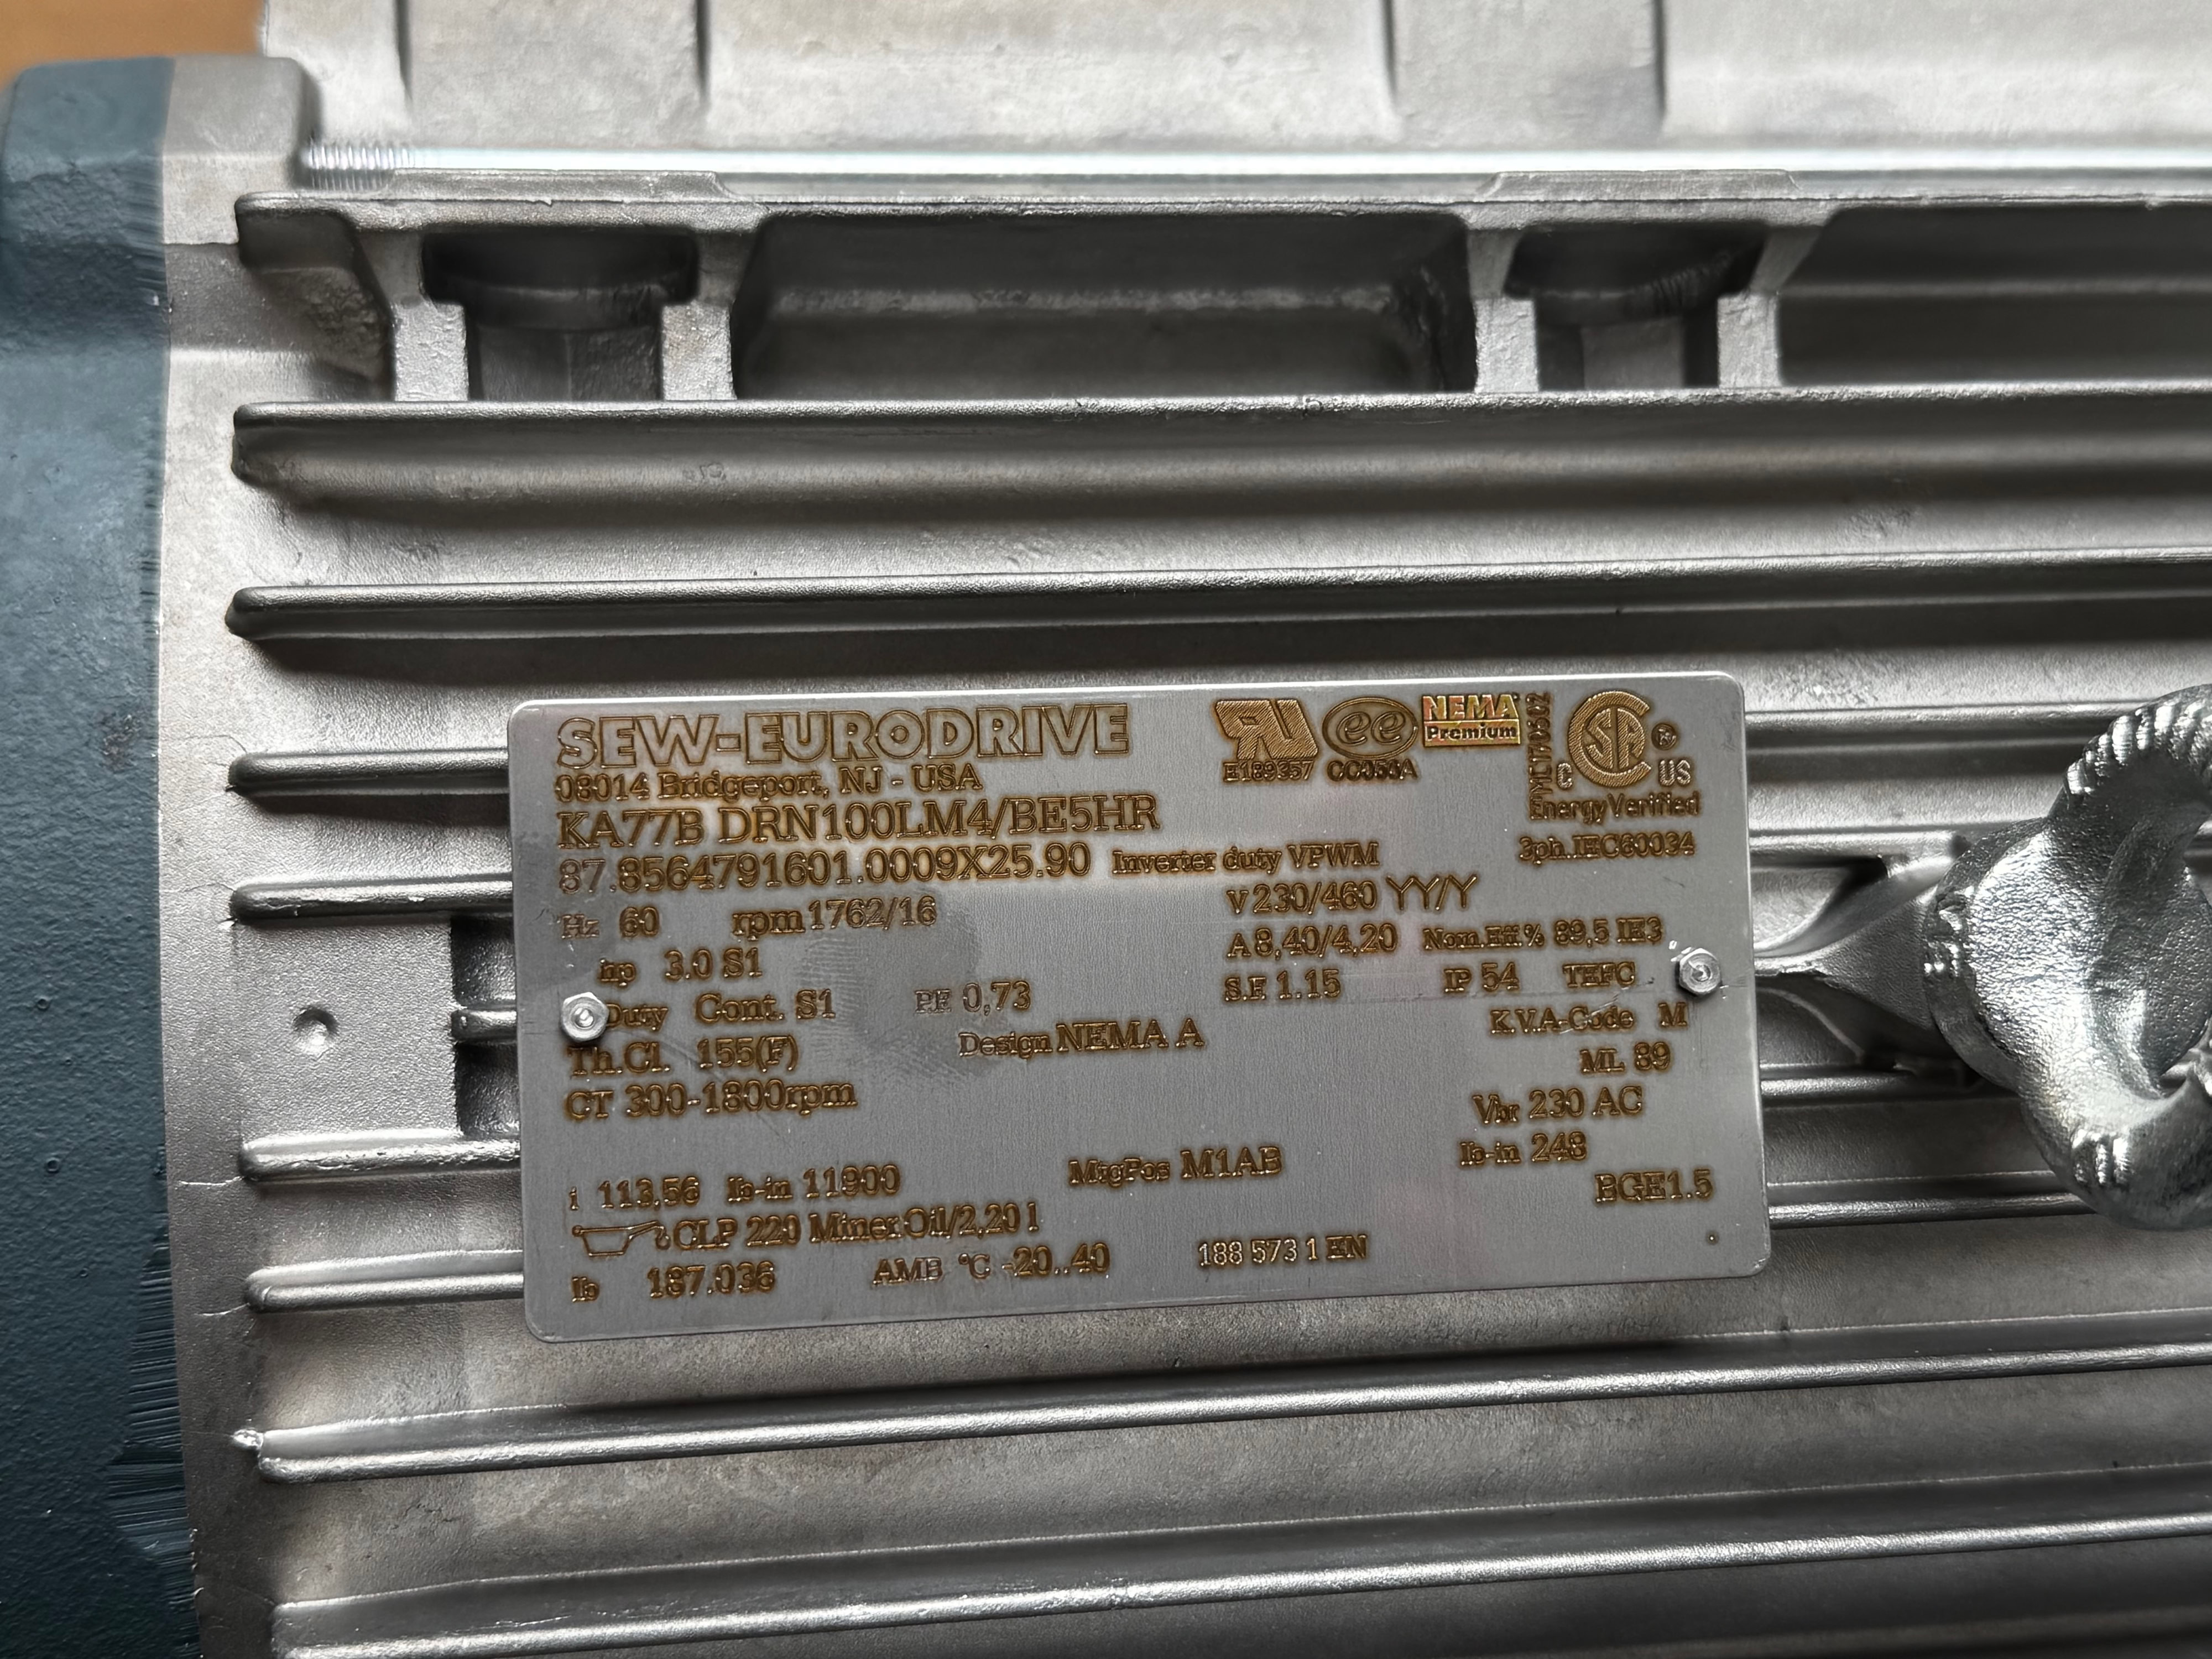 SEW-EURODRIVE
08014 Bridgeport, NJ - USA
KA77B DRN100LM4/BE5HR
87.8564791601.0009X25.90 Inverter duty VPWM
E189357 CC056A
NEMA
Premium
C US
Energy Verified
3ph.IEC60034
Hz 60 rpm 1762/16 V 230/460 YY/Y
hp 3.0 S1 A 8,40/4,20 Nom.Eff.% 89,5 IE3
Duty Cont. S1 P.F. 0,73 S.F. 1.15 IP 54 TEFC
Th.Cl. 155(F) Design NEMA A K.V.A-Code M
CT 300-1800rpm ML 89
Vbr 230 AC
i 113,56 lb-in 11900 MtgPos M1AB lb-in 248
CLP 220 Miner.Oil/2,20 l BGE1.5
lb 187.036 AMB °C -20..40 188 573 1 EN